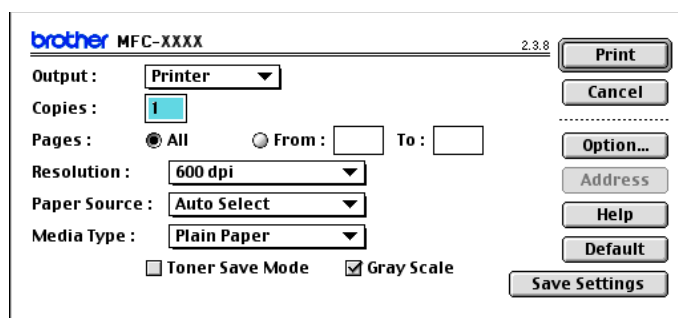 brother MFC-XXXX 2.3.8
Print
Output : Printer
Cancel
Copies : 1
Pages : All From : To :
Option...
Resolution : 600 dpi
Address
Paper Source : Auto Select
Help
Media Type : Plain Paper
Default
Toner Save Mode Gray Scale
Save Settings